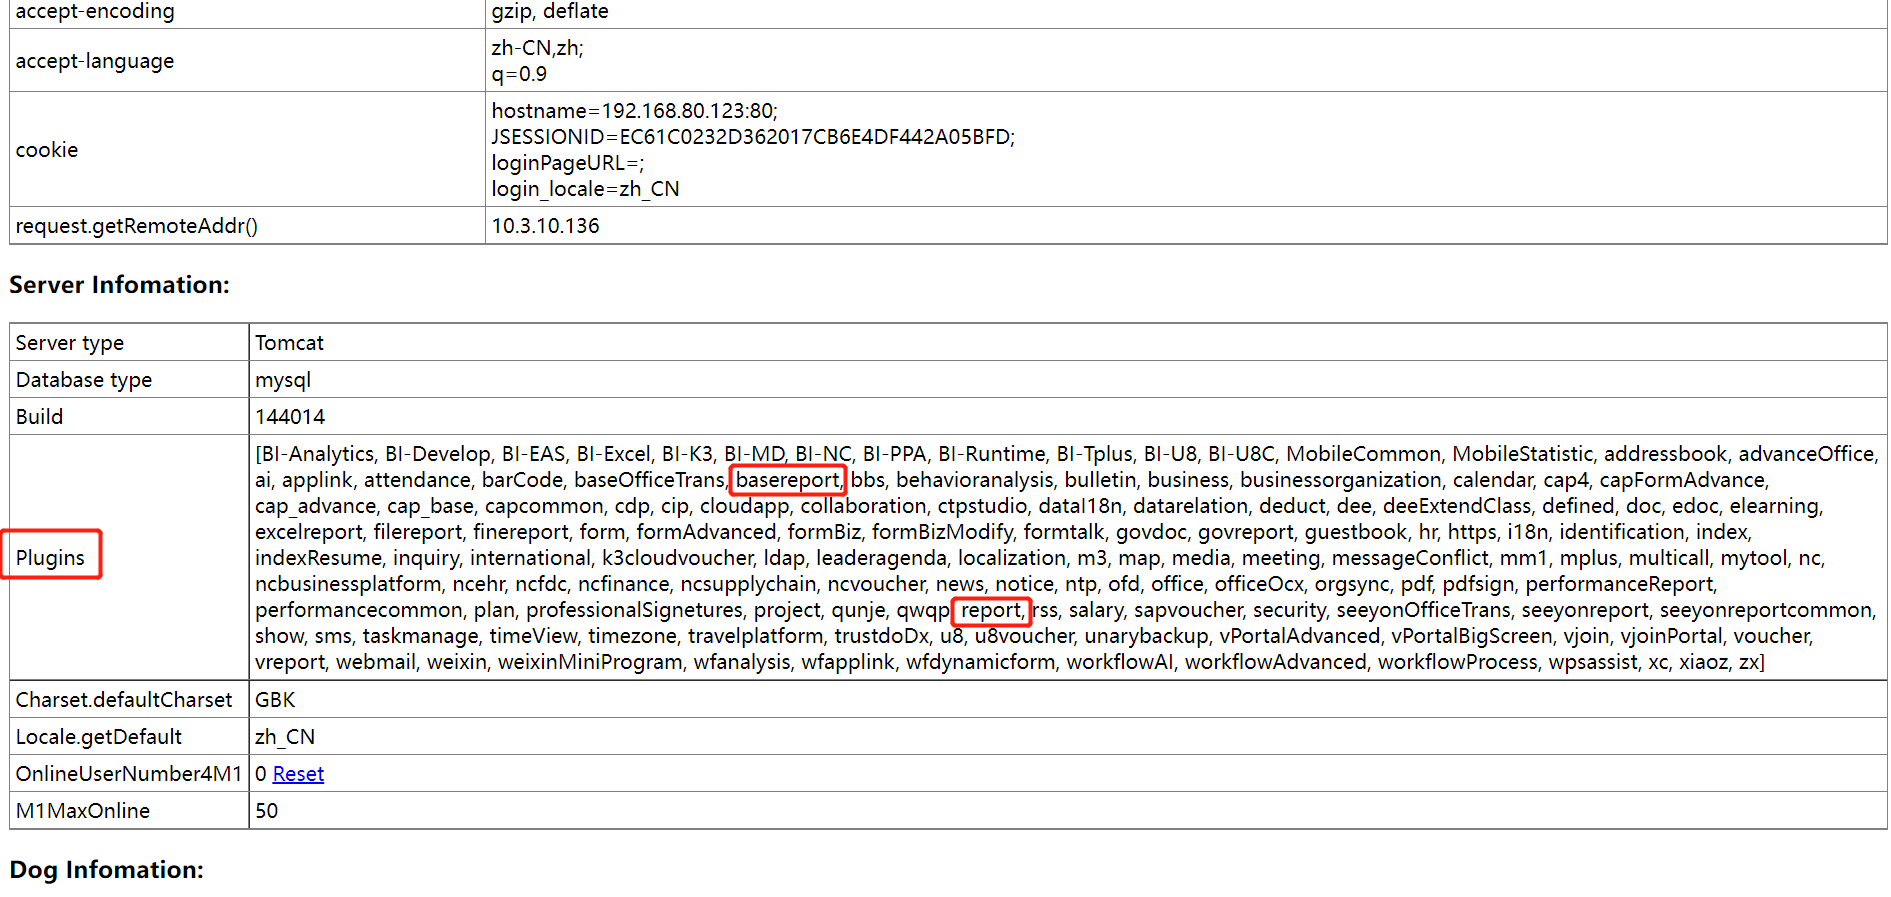 accept-encoding gzip, deflate
accept-language zh-CN,zh;
q=0.9
cookie hostname=192.168.80.123:80;
JSESSIONID=EC61C0232D362017CB6E4DF442A05BFD;
loginPageURL=;
login_locale=zh_CN
request.getRemoteAddr() 10.3.10.136
Server Infomation:
Server type Tomcat
Database type mysql
Build 144014
Plugins [BI-Analytics, BI-Develop, BI-EAS, BI-Excel, BI-K3, BI-MD, BI-NC, BI-PPA, BI-Runtime, BI-Tplus, BI-U8, BI-U8C, MobileCommon, MobileStatistic, addressbook, advanceOffice,
ai, applink, attendance, barCode, baseOfficeTrans, basereport, bbs, behavioranalysis, bulletin, business, businessorganization, calendar, cap4, capFormAdvance,
cap_advance, cap_base, capcommon, cdp, cip, cloudapp, collaboration, ctpstudio, dataI18n, datarelation, deduct, dee, deeExtendClass, defined, doc, edoc, elearning,
excelreport, filereport, finereport, form, formAdvanced, formBiz, formBizModify, formtalk, govdoc, govreport, guestbook, hr, https, i18n, identification, index,
indexResume, inquiry, international, k3cloudvoucher, ldap, leaderagenda, localization, m3, map, media, meeting, messageConflict, mm1, mplus, multicall, mytool, nc,
ncbusinessplatform, ncehr, ncfdc, ncfinance, ncsupplychain, ncvoucher, news, notice, ntp, ofd, office, officeOcx, orgsync, pdf, pdfsign, performanceReport,
performancecommon, plan, professionalSignetures, project, qunje, qwqp, report, rss, salary, sapvoucher, security, seeyonOfficeTrans, seeyonreport, seeyonreportcommon,
show, sms, taskmanage, timeView, timezone, travelplatform, trustdoDx, u8, u8voucher, unarybackup, vPortalAdvanced, vPortalBigScreen, vjoin, vjoinPortal, voucher,
vreport, webmail, weixin, weixinMiniProgram, wfanalysis, wfapplink, wfdynamicform, workflowAI, workflowAdvanced, workflowProcess, wpsassist, xc, xiaoz, zx]
Charset.defaultCharset GBK
Locale.getDefault zh_CN
OnlineUserNumber4M1 0 Reset
M1MaxOnline 50
Dog Infomation: